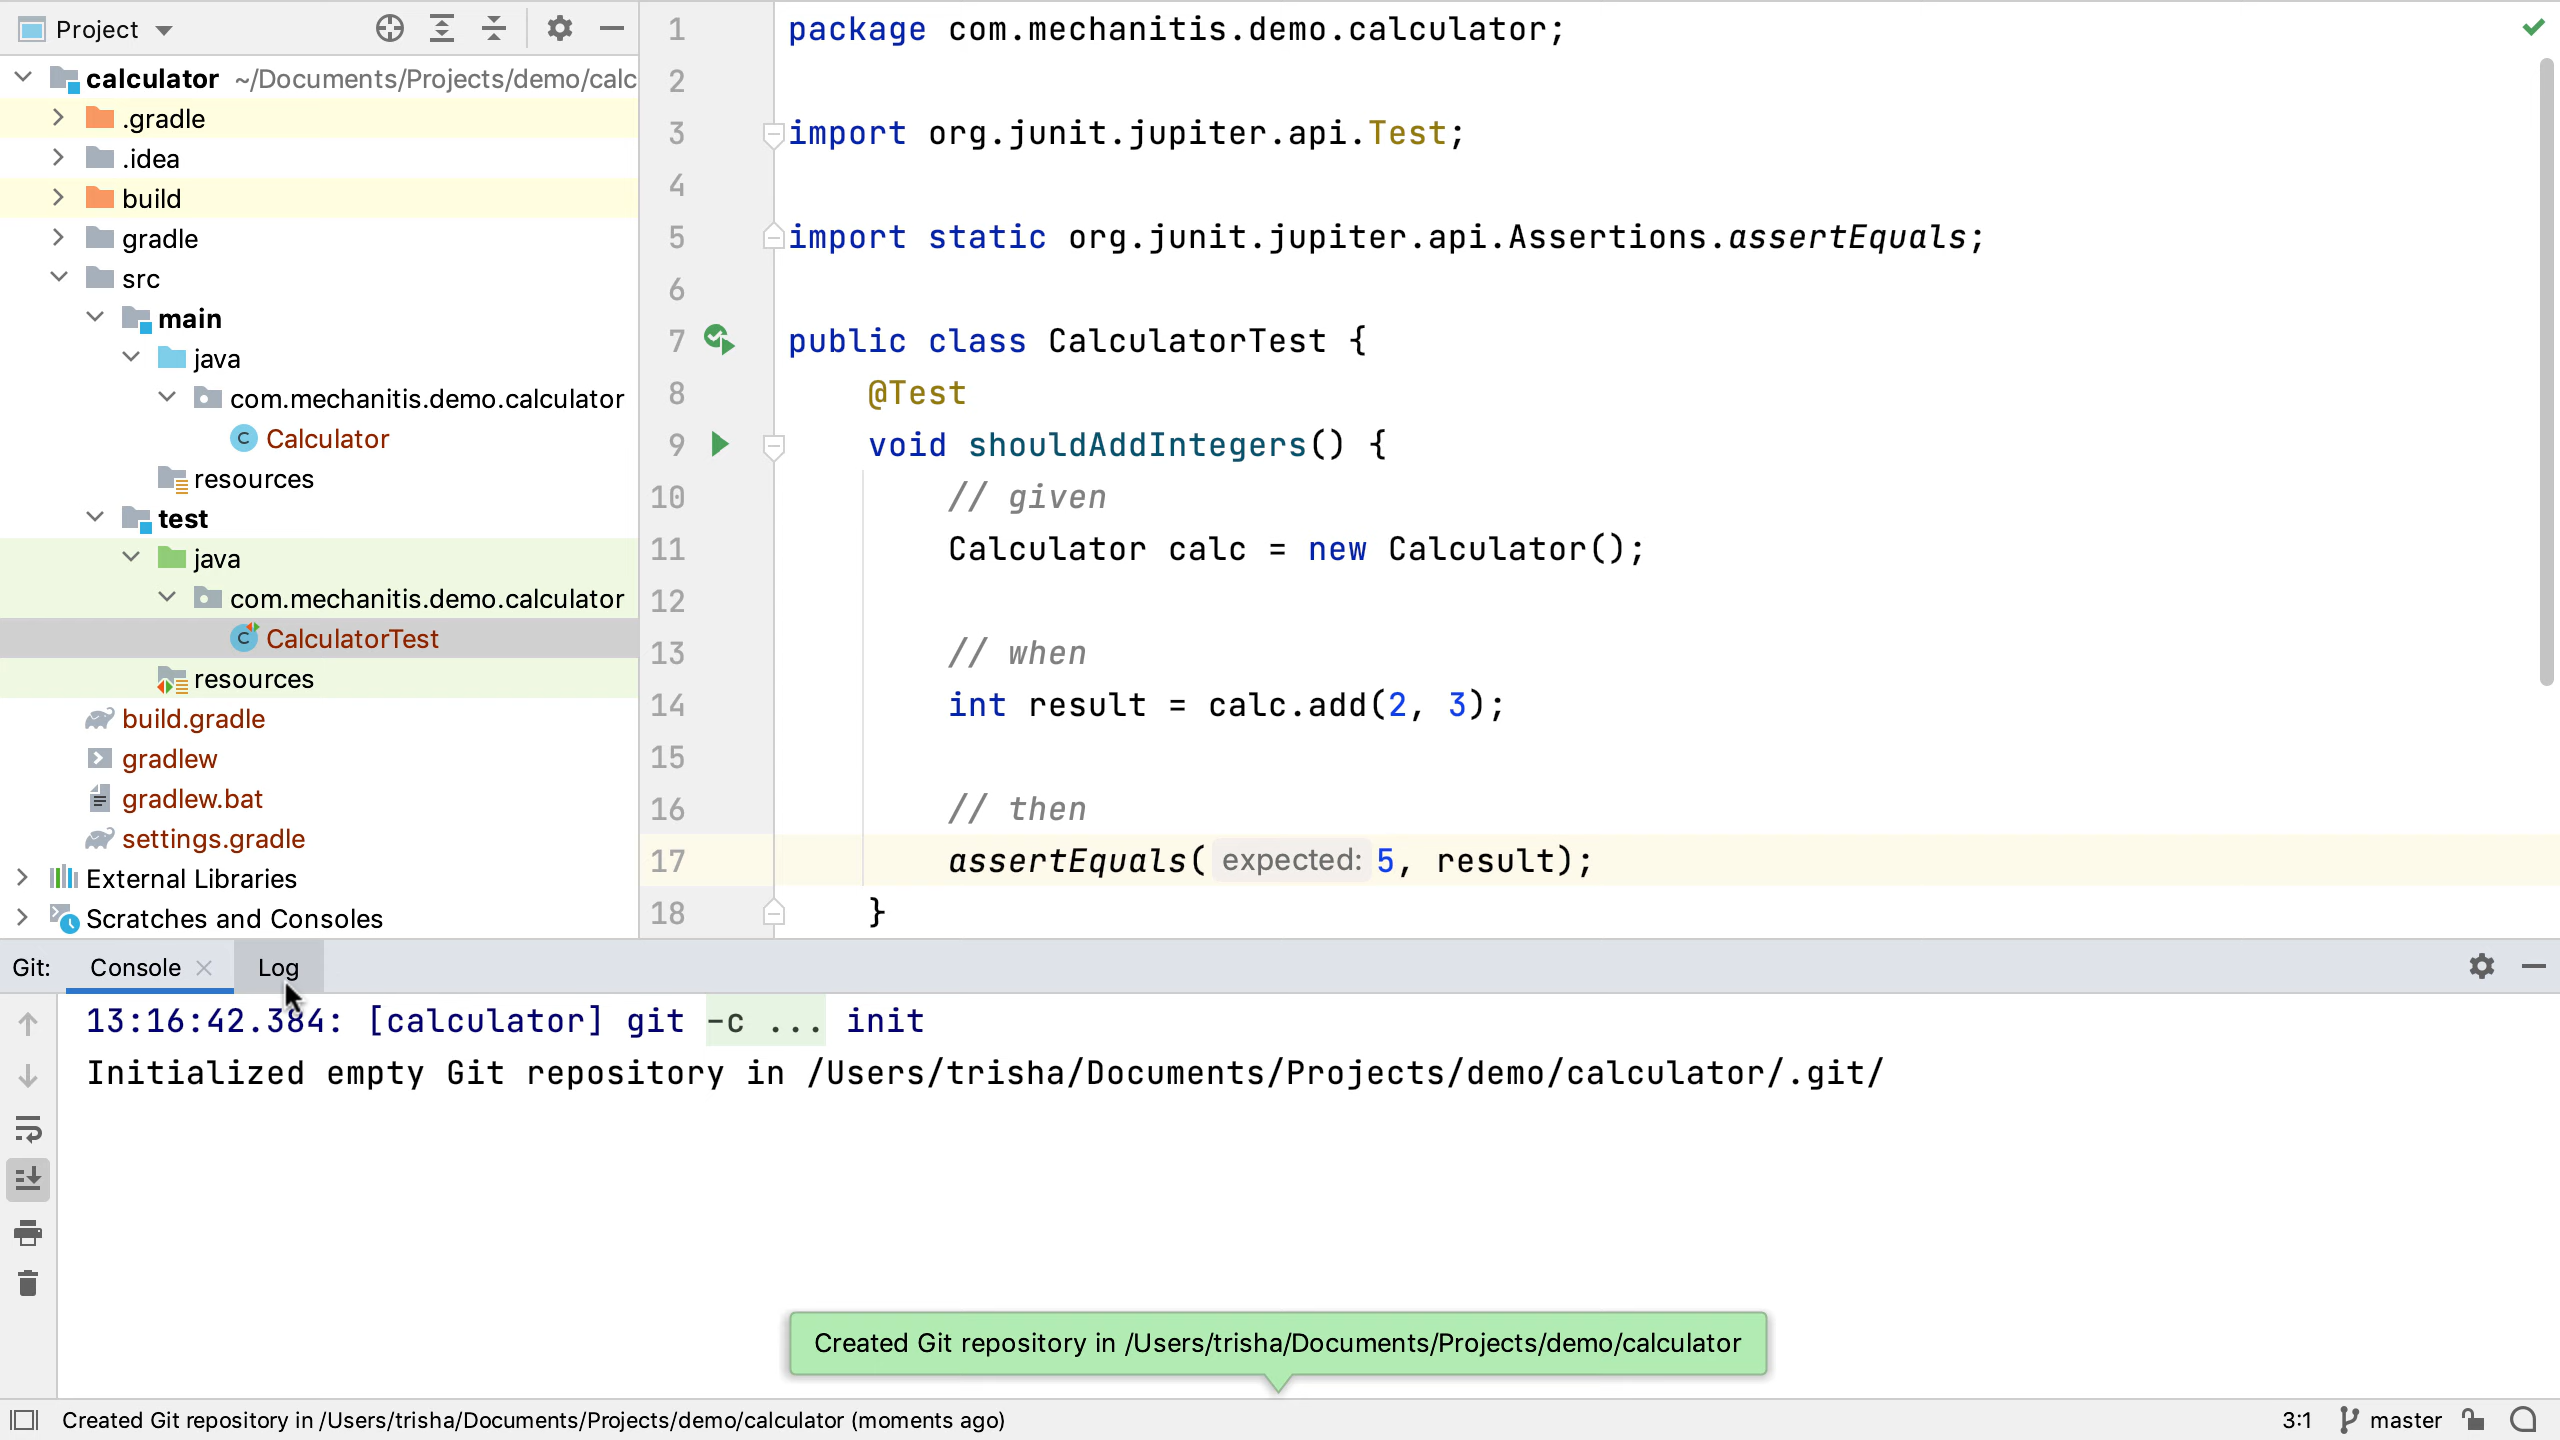 Project
calculator ~/Documents/Projects/demo/calc
.gradle
.idea
build
gradle
src
main
java
com.mechanitis.demo.calculator
C Calculator
resources
test
java
com.mechanitis.demo.calculator
C CalculatorTest
resources
build.gradle
gradlew
gradlew.bat
settings.gradle
External Libraries
Scratches and Consoles
1 package com.mechanitis.demo.calculator;
2
3 import org.junit.jupiter.api.Test;
4
5 import static org.junit.jupiter.api.Assertions.assertEquals;
6
7 public class CalculatorTest {
8 @Test
9 void shouldAddIntegers() {
10 // given
11 Calculator calc = new Calculator();
12
13 // when
14 int result = calc.add(2, 3);
15
16 // then
17 assertEquals( expected: 5, result);
18 }
Git: Console Log
13:16:42.384: [calculator] git -c ... init
Initialized empty Git repository in /Users/trisha/Documents/Projects/demo/calculator/.git/
Created Git repository in /Users/trisha/Documents/Projects/demo/calculator
Created Git repository in /Users/trisha/Documents/Projects/demo/calculator (moments ago) 3:1 master